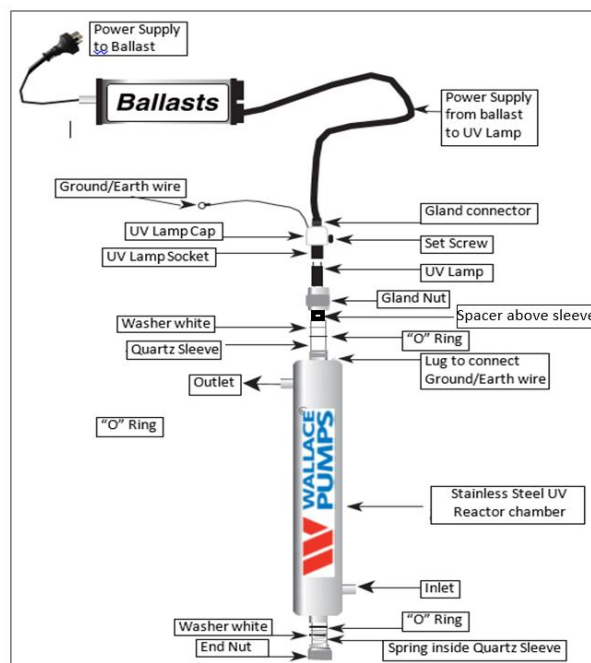 Power Supply
to Ballast
Ballasts
Power Supply
from ballast
to UV Lamp
Ground/Earth wire
Gland connector
UV Lamp Cap
Set Screw
UV Lamp Socket
UV Lamp
Gland Nut
Spacer above sleeve
Washer white
"O" Ring
Quartz Sleeve
Lug to connect
Ground/Earth wire
Outlet
"O" Ring
WALLACE
PUMPS
Stainless Steel UV
Reactor chamber
Inlet
"O" Ring
Washer white
Spring inside Quartz Sleeve
End Nut